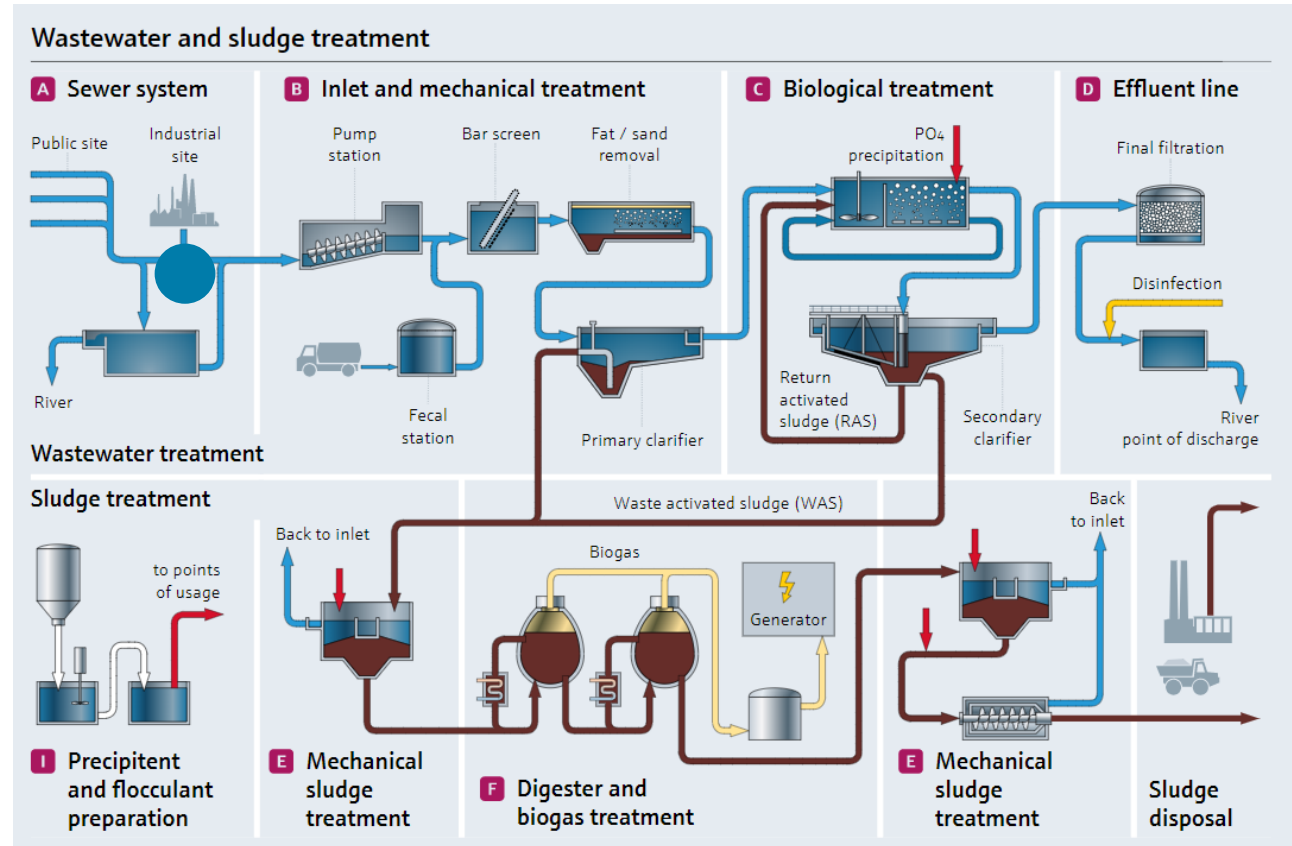 Wastewater and sludge treatment
A Sewer system
Public site
Industrial
site
River
Wastewater treatment
B Inlet and mechanical treatment
Pump
station
Bar screen
Fat / sand
removal
Fecal
station
Primary clarifier
C Biological treatment
PO4
precipitation
Return
activated
sludge (RAS)
Secondary
clarifier
D Effluent line
Final filtration
Disinfection
River
point of discharge
Sludge treatment
to points
of usage
I Precipitent
and flocculant
preparation
Back to inlet
E Mechanical
sludge
treatment
Waste activated sludge (WAS)
Biogas
Generator
F Digester and
biogas treatment
Back
to inlet
E Mechanical
sludge
treatment
Sludge
disposal